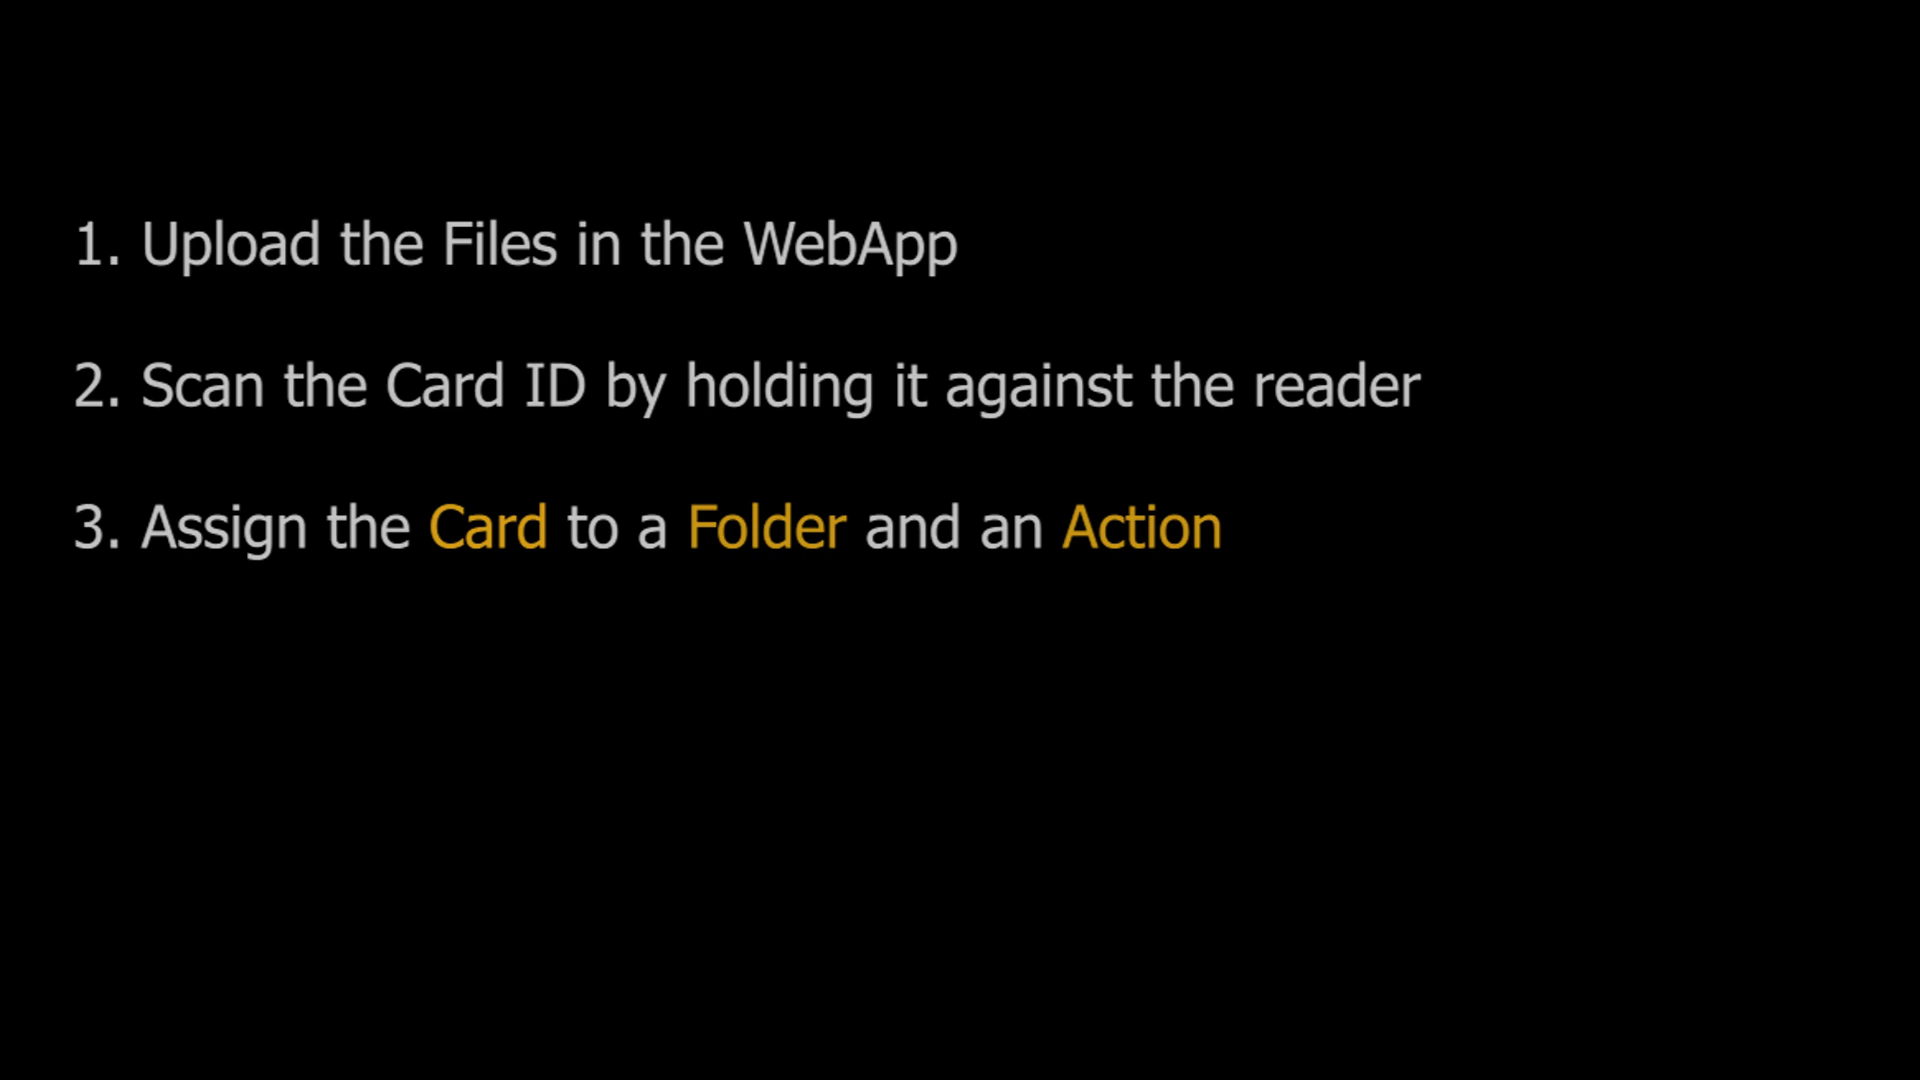 1. Upload the Files in the WebApp
2. Scan the Card ID by holding it against the reader
3. Assign the Card to a Folder and an Action